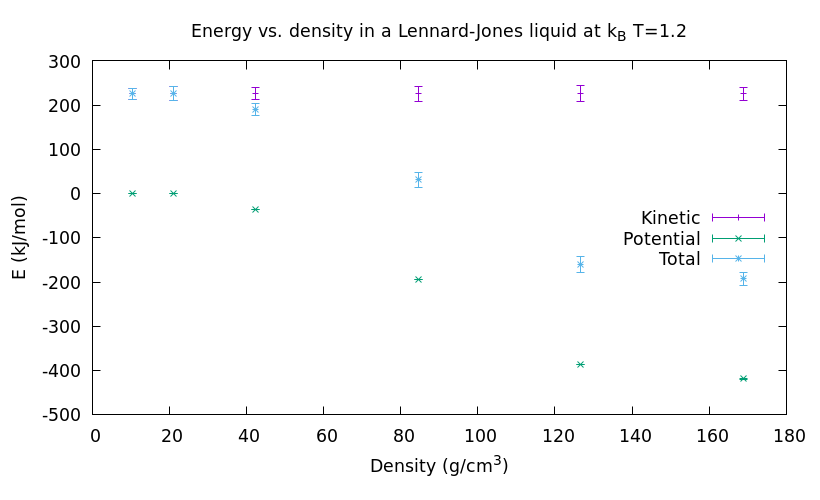 Energy vs. density in a Lennard-Jones liquid at k_B T=1.2
300
200
100
0
-100
-200
-300
-400
-500
E (kJ/mol)
Kinetic
Potential
Total
0 20 40 60 80 100 120 140 160 180
Density (g/cm³)